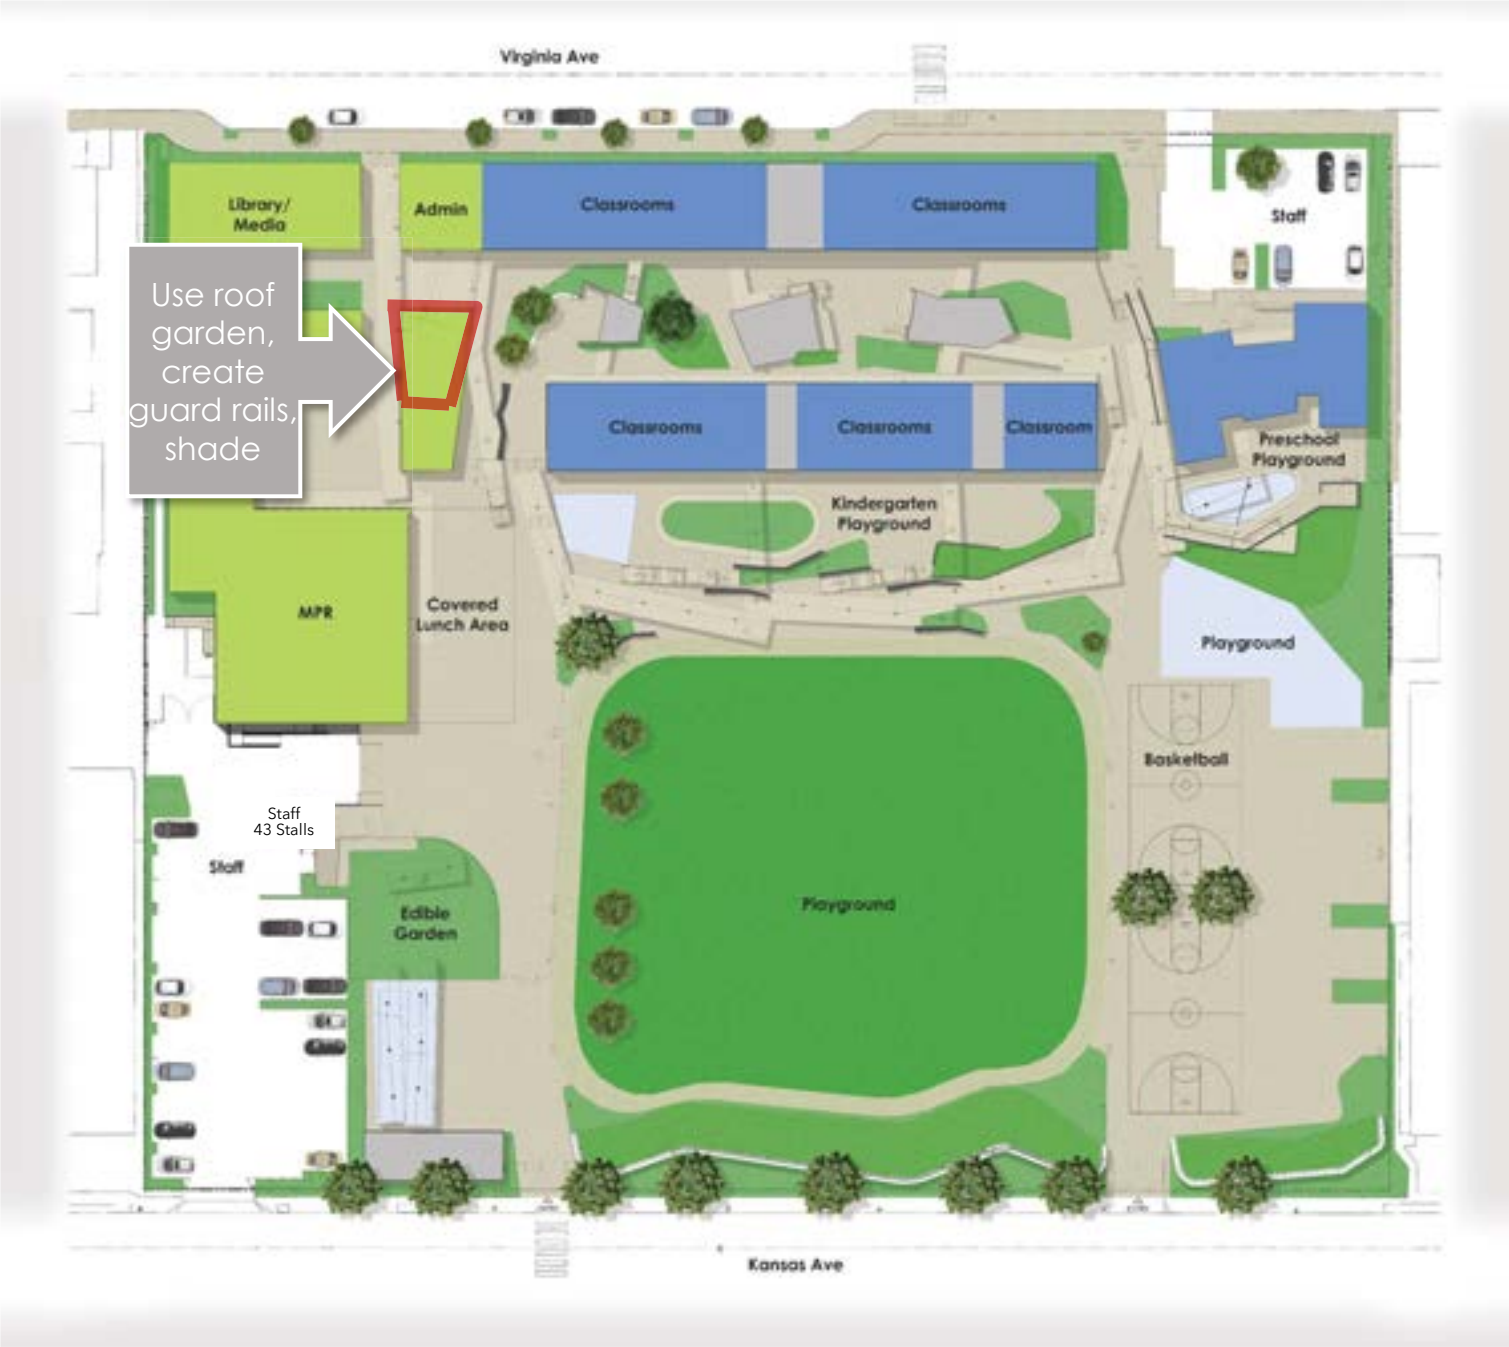 Virginia Ave
Library/
Media
Admin
Classrooms
Classrooms
Staff
Use roof
garden,
create
guard rails,
shade
Classrooms
Classrooms
Classroom
Preschool
Playground
Kindergarten
Playground
MPR
Covered
Lunch Area
Playground
Basketball
Staff
43 Stalls
Staff
Edible
Garden
Playground
Kansas Ave